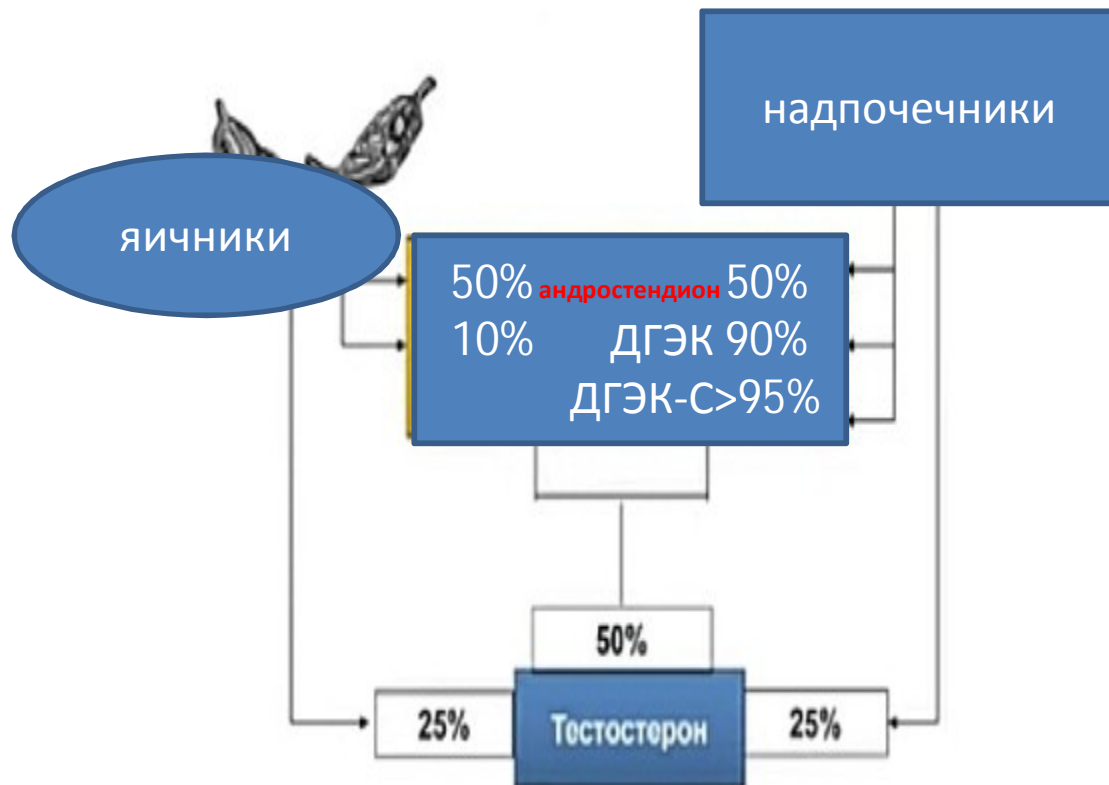 надпочечники
яичники
50% андростендион 50%
10% ДГЭК 90%
ДГЭК-С>95%
50%
25% Тестостерон 25%